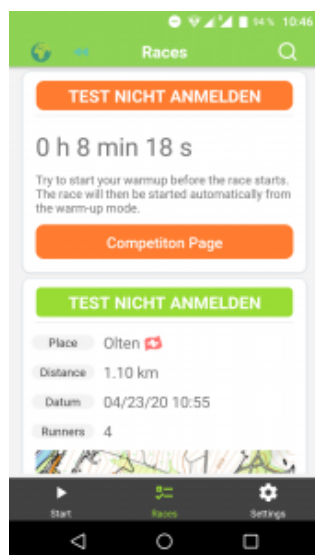 94 % 10:46
Races
TEST NICHT ANMELDEN
0 h 8 min 18 s
Try to start your warmup before the race starts.
The race will then be started automatically from
the warm-up mode.
Competiton Page
TEST NICHT ANMELDEN
Place Olten
Distance 1.10 km
Datum 04/23/20 10:55
Runners 4
Start Races Settings